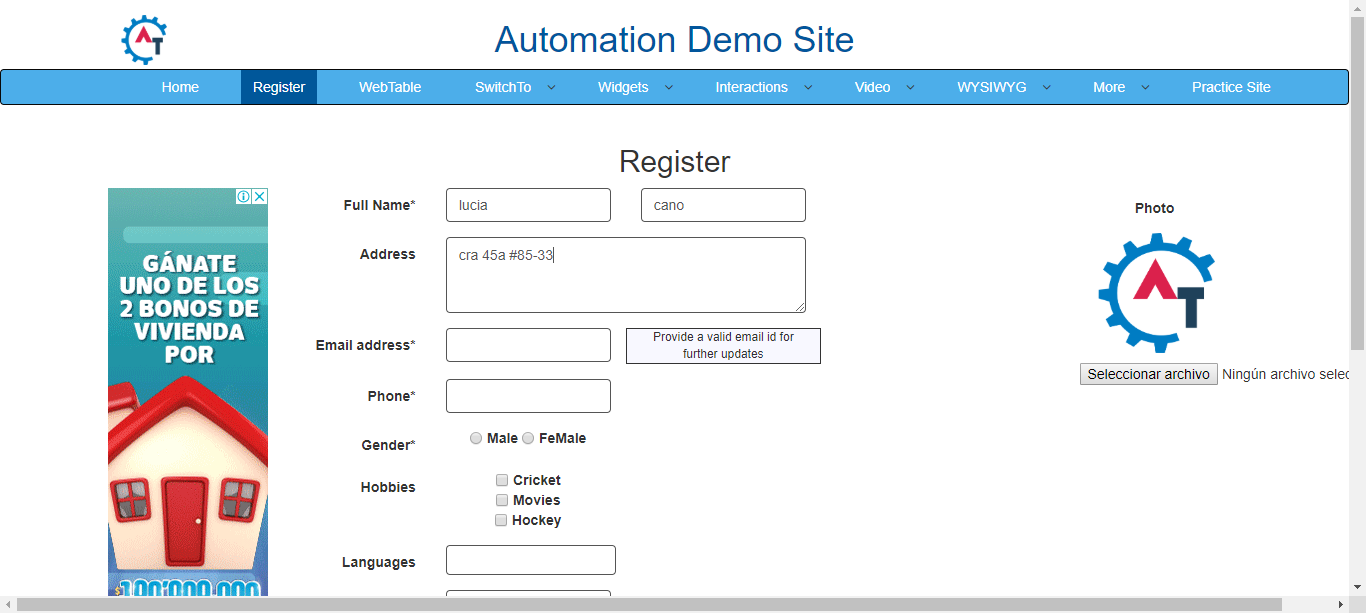 Automation Demo Site
Home Register WebTable SwitchTo Widgets Interactions Video WYSIWYG More Practice Site
Register
GÁNATE
UNO DE LOS
2 BONOS DE
VIVIENDA
POR
$100'000.000
Full Name* lucia cano
Address cra 45a #85-33
Email address* Provide a valid email id for
further updates
Phone*
Gender* Male FeMale
Hobbies Cricket
Movies
Hockey
Languages
Photo
AT
Seleccionar archivo Ningún archivo selec